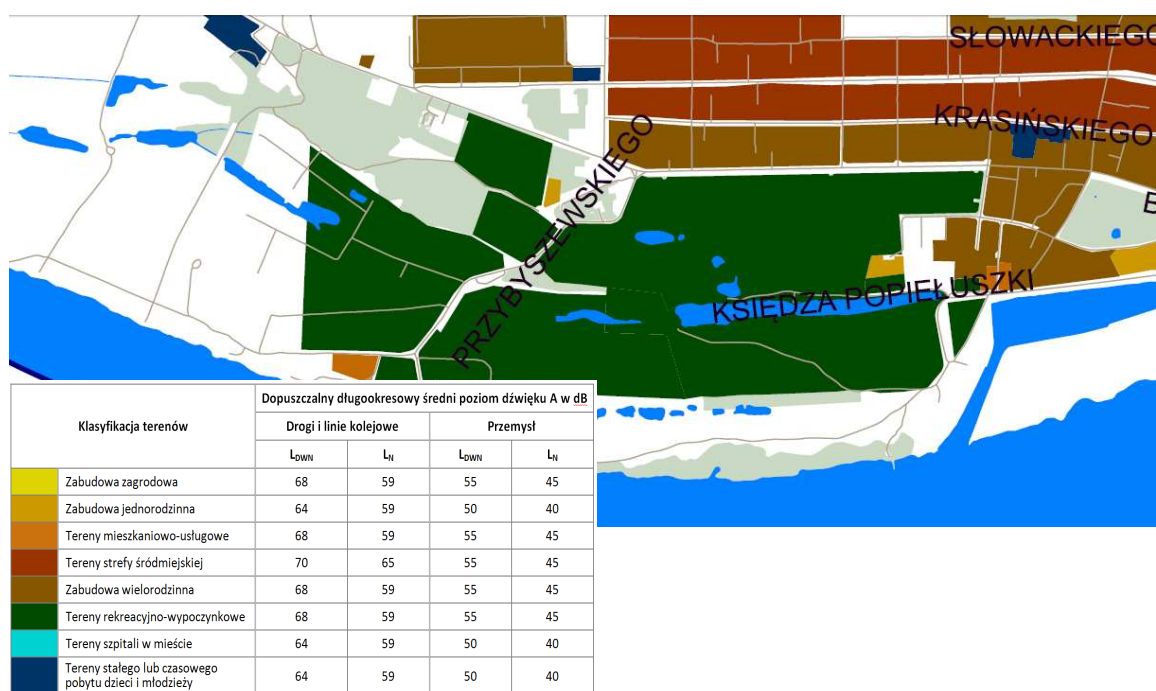 SŁOWACKIEGO
KRASIŃSKIEGO
PRZYBYSZEWSKIEGO
B
KSIĘDZA POPIEŁUSZKI
Klasyfikacja terenów
Dopuszczalny długookresowy średni poziom dźwięku A w dB
Drogi i linie kolejowe Przemysł
LDWN LN LDWN LN
Zabudowa zagrodowa 68 59 55 45
Zabudowa jednorodzinna 64 59 50 40
Tereny mieszkaniowo-usługowe 68 59 55 45
Tereny strefy śródmiejskiej 70 65 55 45
Zabudowa wielorodzinna 68 59 55 45
Tereny rekreacyjno-wypoczynkowe 68 59 55 45
Tereny szpitali w mieście 64 59 50 40
Tereny stałego lub czasowego
pobytu dzieci i młodzieży 64 59 50 40